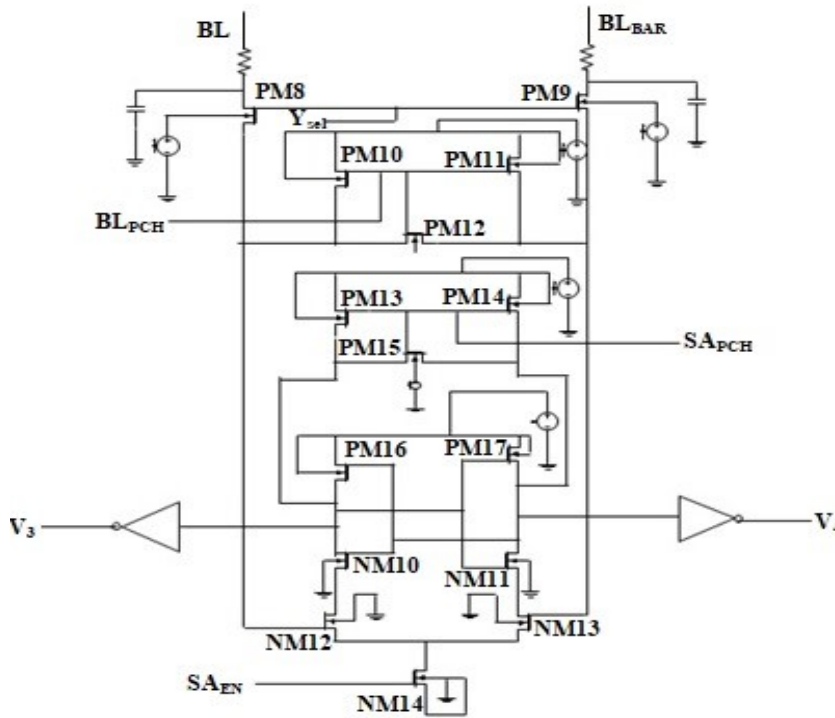 BL
BL_BAR
PM8
PM9
Y_sel
PM10
PM11
BL_PCH
PM12
PM13
PM14
PM15
SA_PCH
PM16
PM17
V_3
NM10
NM11
NM12
NM13
SA_EN
NM14